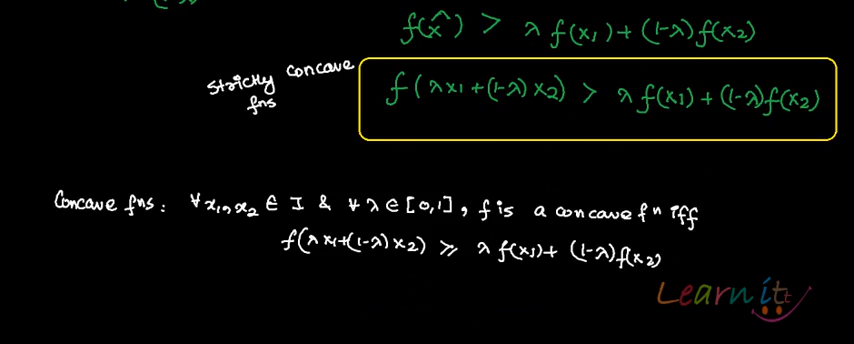 f(x̂) > λ f(x₁) + (1-λ) f(x₂)
Strictly concave fns
f(λx₁ + (1-λ)x₂) > λ f(x₁) + (1-λ) f(x₂)
Concave fns: ∀ x₁, x₂ ∈ I & ∀ λ ∈ [0,1], f is a concave fⁿ iff
f(λx₁+(1-λ)x₂) ≥ λ f(x₁) + (1-λ) f(x₂)
Learnitt